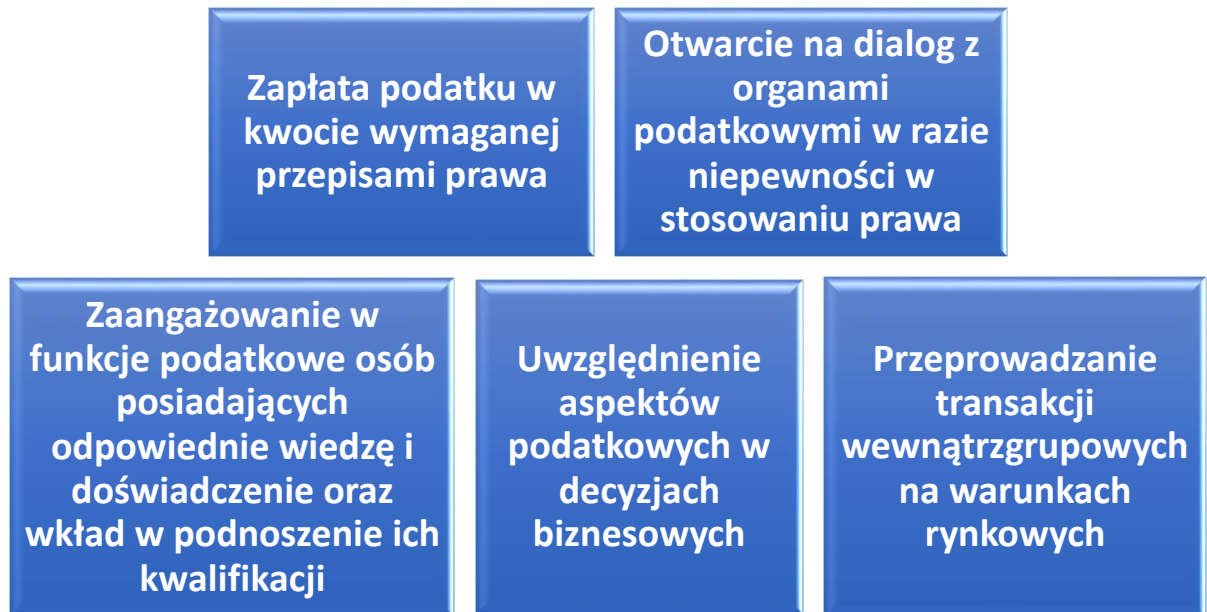 Zapłata podatku w
kwocie wymaganej
przepisami prawa
Otwarcie na dialog z
organami
podatkowymi w razie
niepewności w
stosowaniu prawa
Zaangażowanie w
funkcje podatkowe osób
posiadających
odpowiednie wiedzę i
doświadczenie oraz
wkład w podnoszenie ich
kwalifikacji
Uwzględnienie
aspektów
podatkowych w
decyzjach
biznesowych
Przeprowadzanie
transakcji
wewnątrzgrupowych
na warunkach
rynkowych